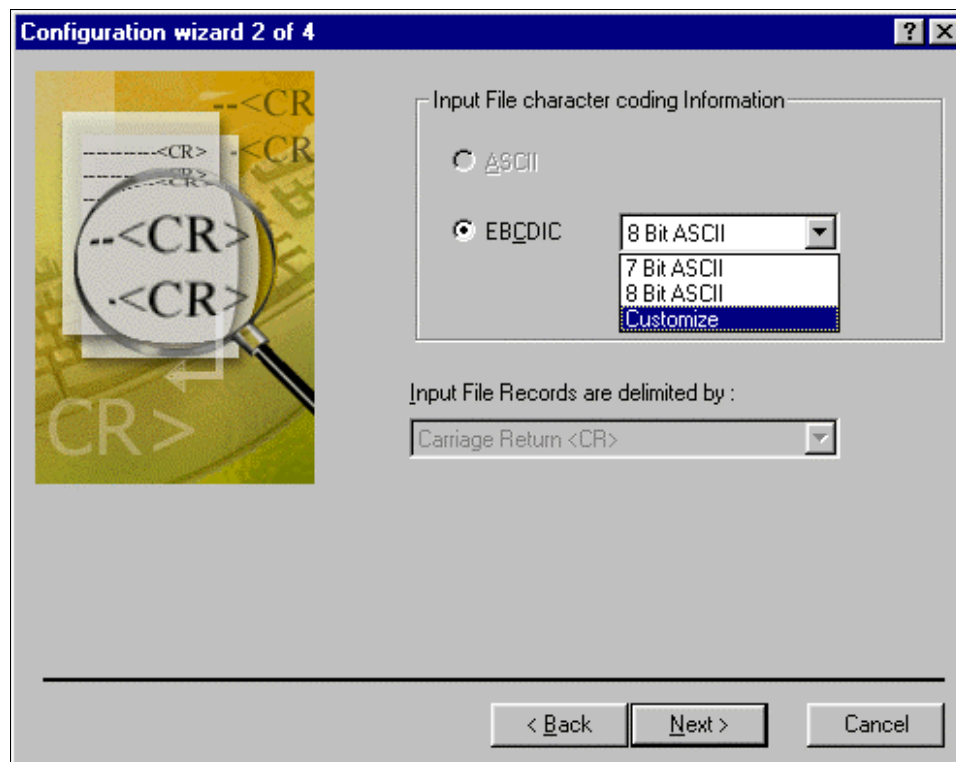 Configuration wizard 2 of 4
--<CR
-<CR
----------<CR>
<CR>
<CR>
--<CR>
.<CR>
CR>
Input File character coding Information
ASCII
EBCDIC
8 Bit ASCII
7 Bit ASCII
8 Bit ASCII
Customize
Input File Records are delimited by :
Carriage Return <CR>
< Back
Next >
Cancel